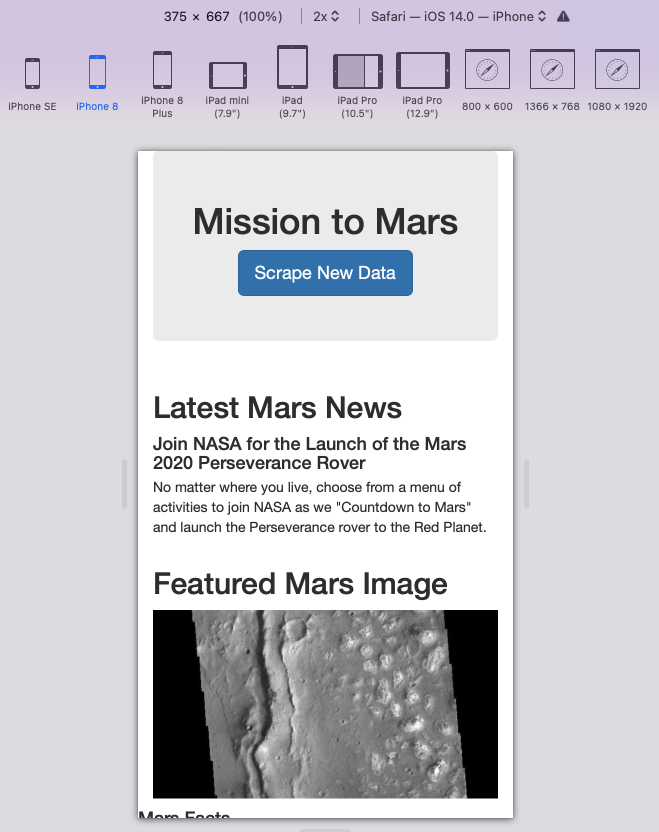 375 × 667 (100%) 2x Safari — iOS 14.0 — iPhone
iPhone SE
iPhone 8
iPhone 8
Plus
iPad mini
(7.9")
iPad
(9.7")
iPad Pro
(10.5")
iPad Pro
(12.9")
800 × 600
1366 × 768
1080 × 1920
Mission to Mars
Scrape New Data
Latest Mars News
Join NASA for the Launch of the Mars
2020 Perseverance Rover
No matter where you live, choose from a menu of
activities to join NASA as we "Countdown to Mars"
and launch the Perseverance rover to the Red Planet.
Featured Mars Image
Mars Facts